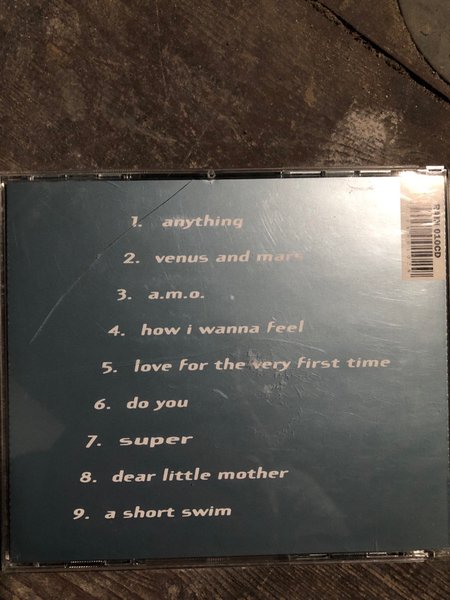 1. anything
2. venus and mars
3. a.m.o.
4. how i wanna feel
5. love for the very first time
6. do you
7. super
8. dear little mother
9. a short swim